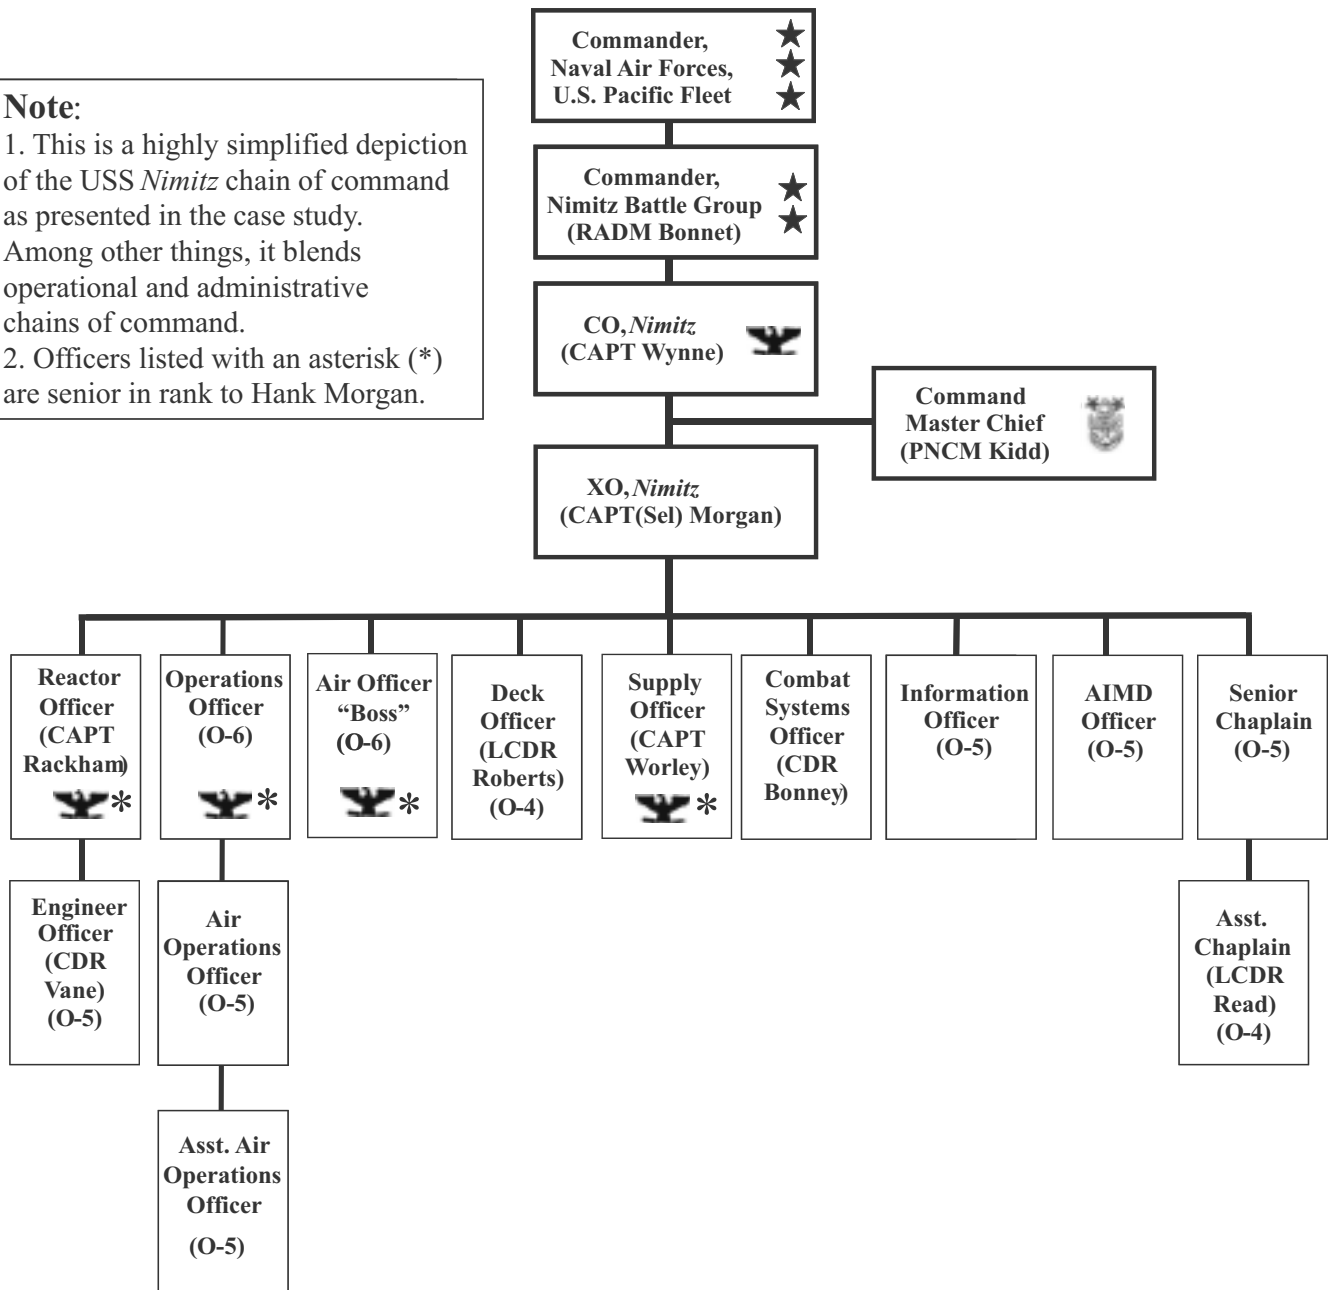 Commander,
Naval Air Forces,
U.S. Pacific Fleet
Note:
1. This is a highly simplified depiction
of the USS Nimitz chain of command
as presented in the case study.
Among other things, it blends
operational and administrative
chains of command.
2. Officers listed with an asterisk (*)
are senior in rank to Hank Morgan.
Commander,
Nimitz Battle Group
(RADM Bonnet)
CO, Nimitz
(CAPT Wynne)
Command
Master Chief
(PNCM Kidd)
XO, Nimitz
(CAPT(Sel) Morgan)
Reactor
Officer
(CAPT
Rackham)
*
Operations
Officer
(O-6)
*
Air Officer
“Boss”
(O-6)
*
Deck
Officer
(LCDR
Roberts)
(O-4)
Supply
Officer
(CAPT
Worley)
*
Combat
Systems
Officer
(CDR
Bonney)
Information
Officer
(O-5)
AIMD
Officer
(O-5)
Senior
Chaplain
(O-5)
Engineer
Officer
(CDR
Vane)
(O-5)
Air
Operations
Officer
(O-5)
Asst.
Chaplain
(LCDR
Read)
(O-4)
Asst. Air
Operations
Officer
(O-5)